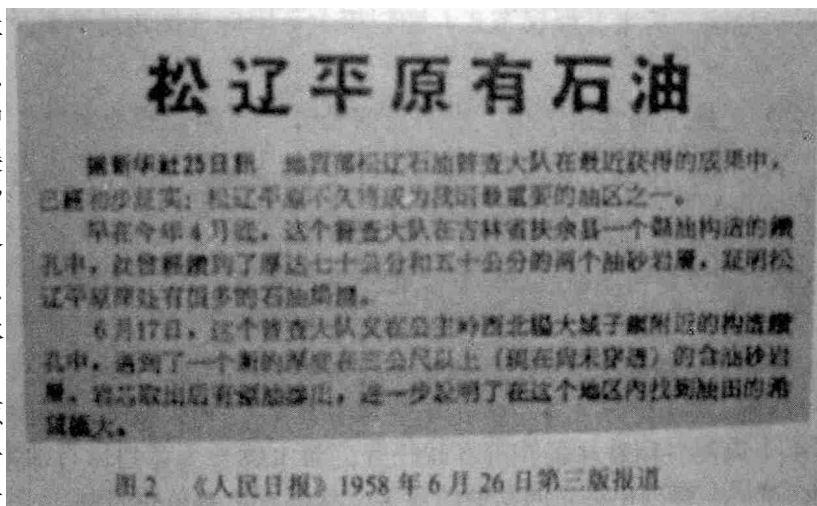 松辽平原有石油
据新华社25日讯 地质部松辽石油普查大队在最近获得的成果中，
已经初步证实：松辽平原不久将成为我国最重要的油区之一。
早在今年4月，这个普查大队在吉林省扶余县一个储油构造的钻
孔中，就曾经钻到了厚达七十公分和五十公分的两个油砂岩层，证明松
辽平原深处有很多的石油
6月17日，这个普查大队又在公主岭西北杨大城子镇附近的构造钻
孔中，遇到了一个新的厚度在三公尺以上（现在尚未穿透）的含油砂岩
层。岩芯取出后有原油渗出，进一步证明了在这个地区内找到油田的希
望极大。
图2 《人民日报》1958年6月26日第三版报道